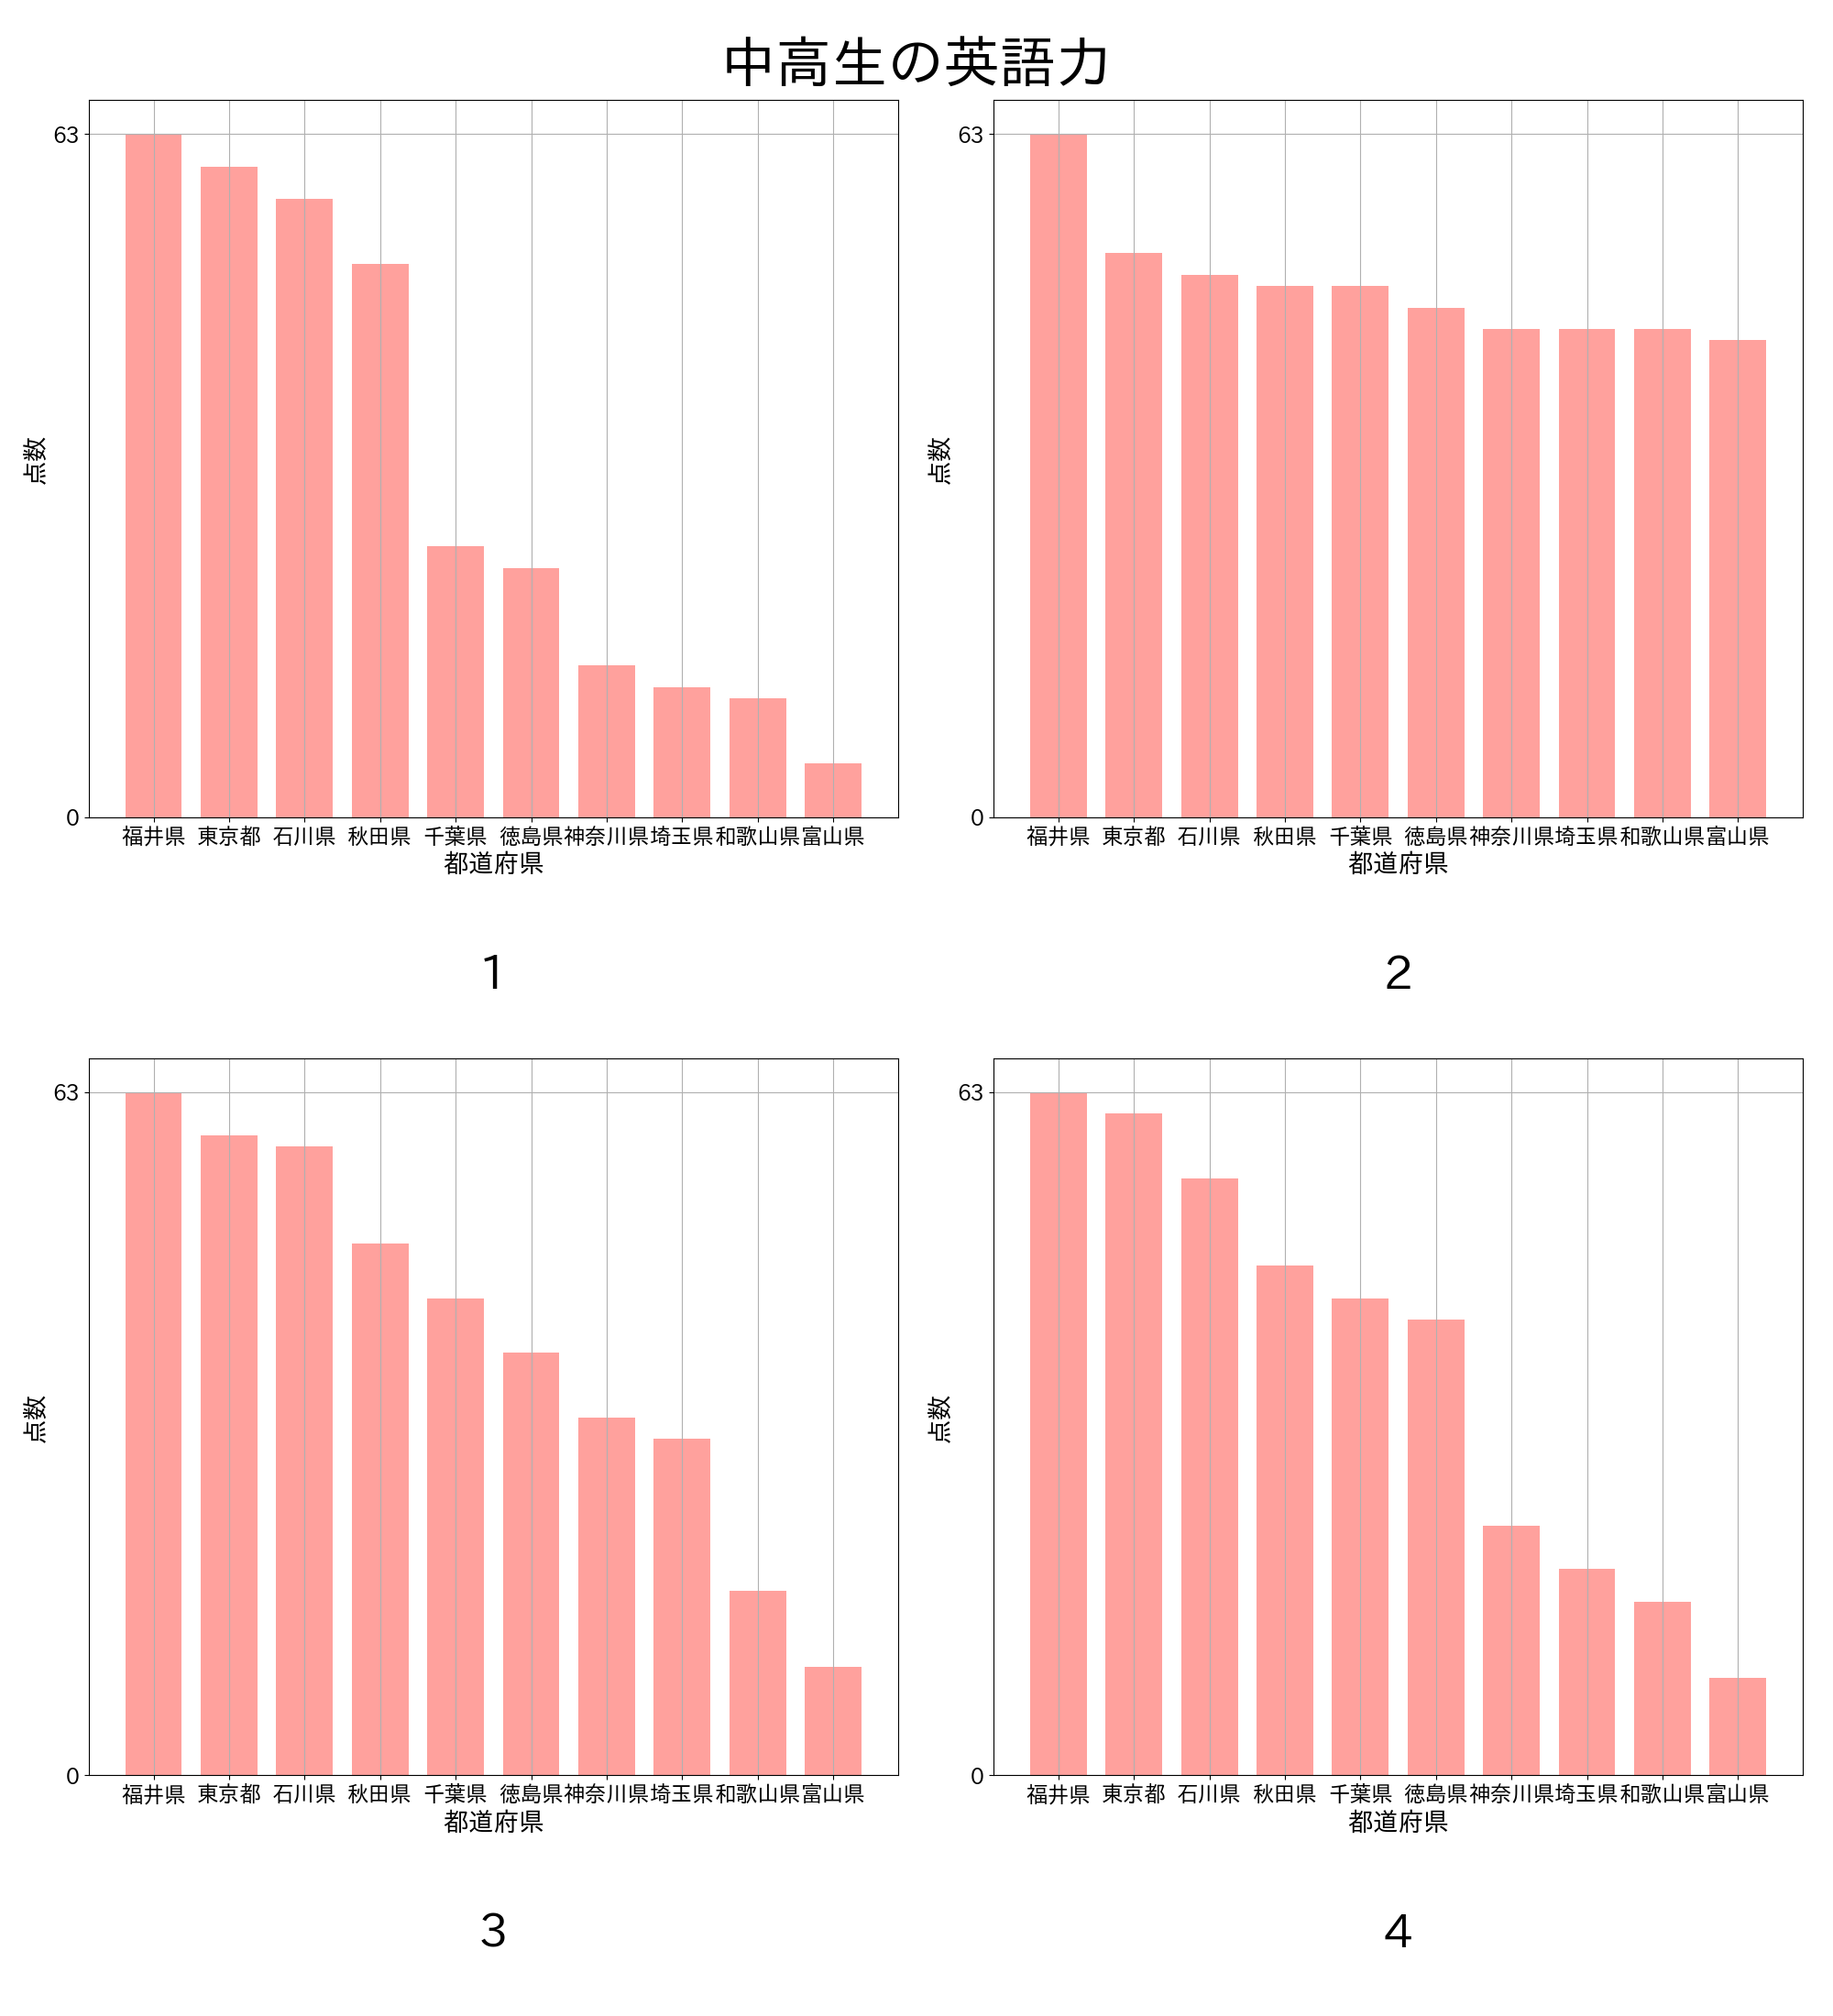 中高生の英語力
63
点数
0
福井県 東京都 石川県 秋田県 千葉県 徳島県 神奈川県 埼玉県 和歌山県 富山県
都道府県
1
63
点数
0
福井県 東京都 石川県 秋田県 千葉県 徳島県 神奈川県 埼玉県 和歌山県 富山県
都道府県
2
63
点数
0
福井県 東京都 石川県 秋田県 千葉県 徳島県 神奈川県 埼玉県 和歌山県 富山県
都道府県
3
63
点数
0
福井県 東京都 石川県 秋田県 千葉県 徳島県 神奈川県 埼玉県 和歌山県 富山県
都道府県
4